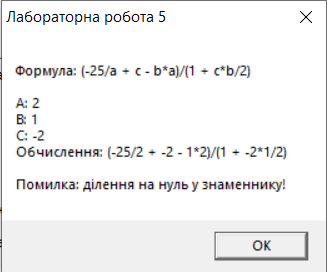 Лабораторна робота 5
Формула: (-25/a + c - b*a)/(1 + c*b/2)
A: 2
B: 1
C: -2
Обчислення: (-25/2 + -2 - 1*2)/(1 + -2*1/2)
Помилка: ділення на нуль у знаменнику!
OK